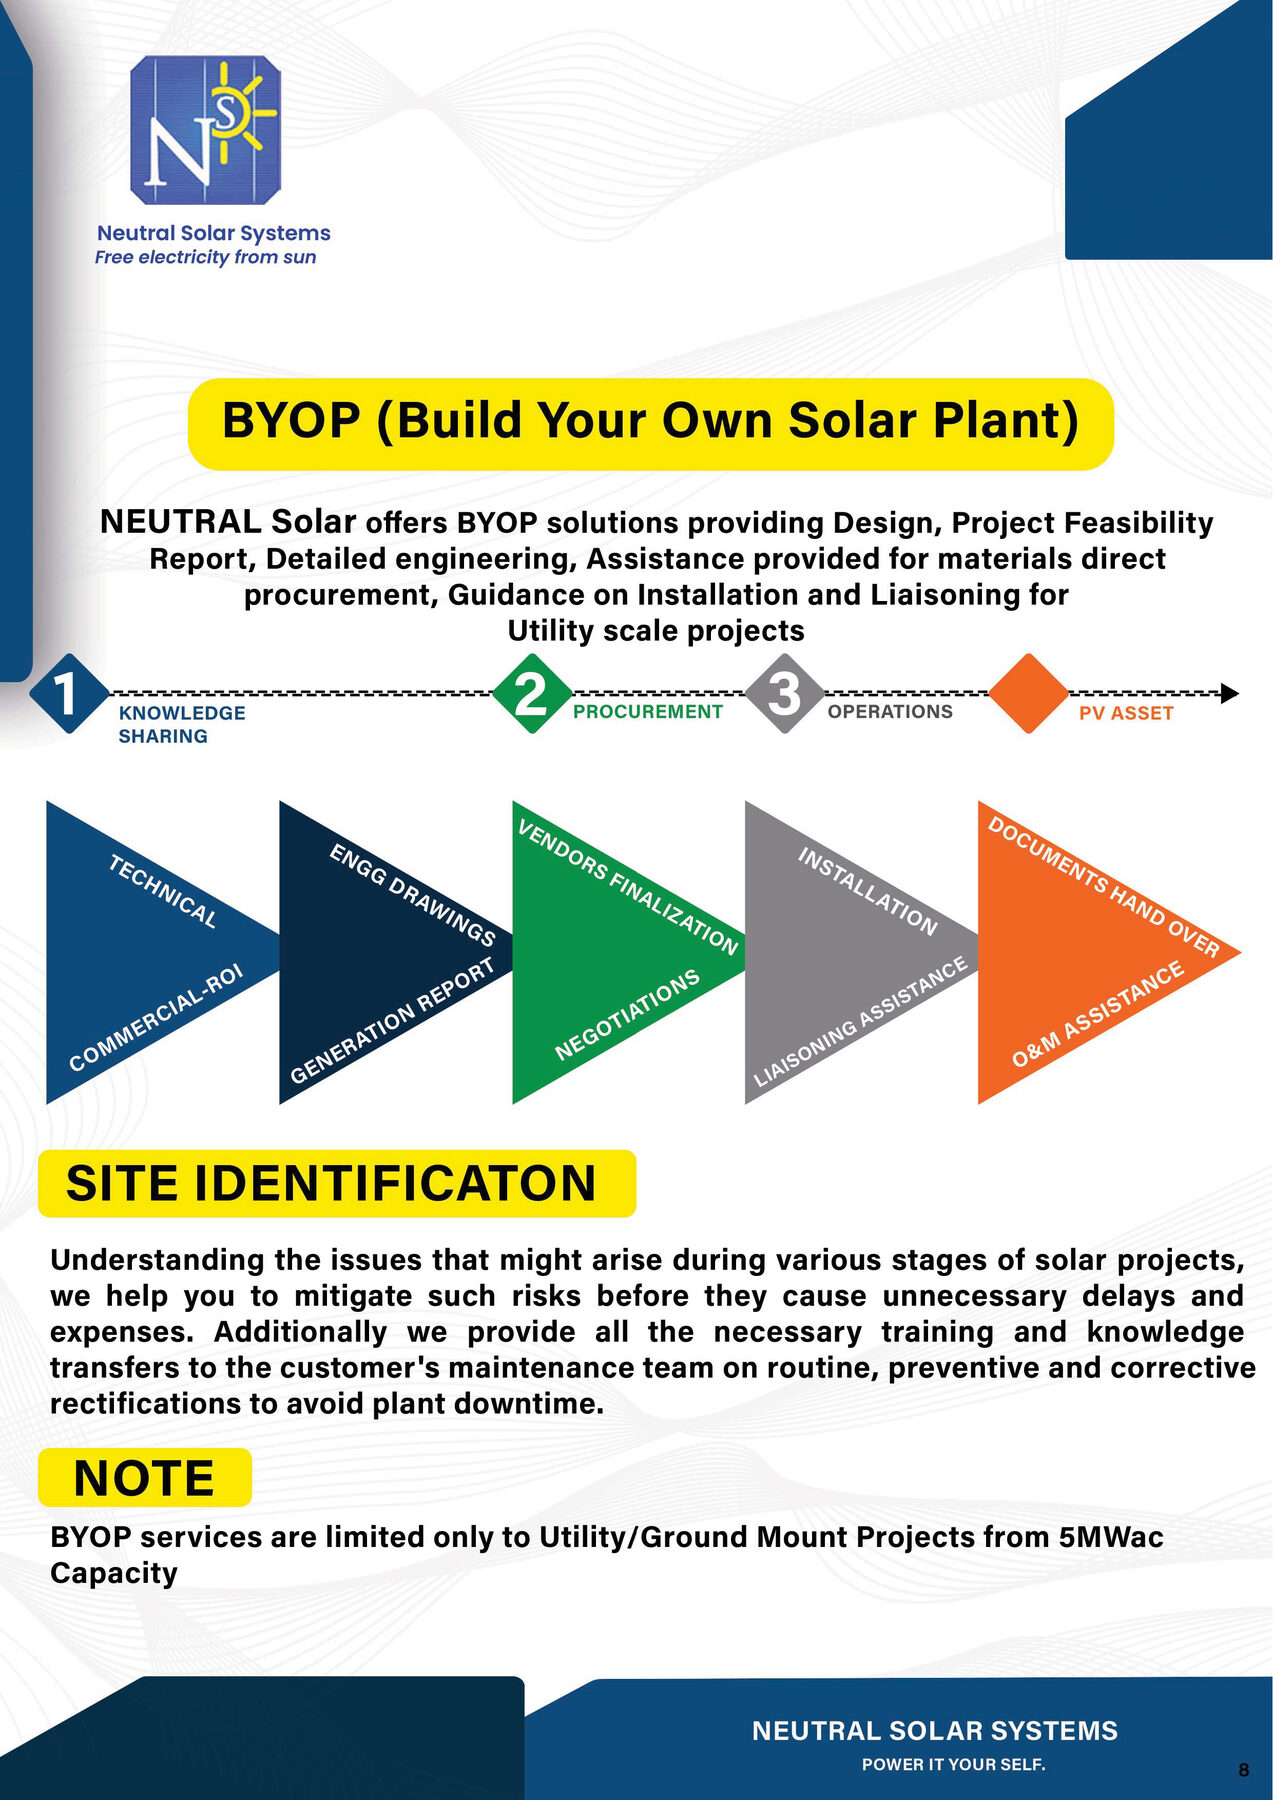 NS
Neutral Solar Systems
Free electricity from sun
BYOP (Build Your Own Solar Plant)
NEUTRAL Solar offers BYOP solutions providing Design, Project Feasibility
Report, Detailed engineering, Assistance provided for materials direct
procurement, Guidance on Installation and Liaisoning for
Utility scale projects
1
KNOWLEDGE
SHARING
2
PROCUREMENT
3
OPERATIONS
PV ASSET
TECHNICAL
COMMERCIAL-ROI
ENGG DRAWINGS
GENERATION REPORT
VENDORS FINALIZATION
NEGOTIATIONS
INSTALLATION
LIAISONING ASSISTANCE
DOCUMENTS HAND OVER
O&M ASSISTANCE
SITE IDENTIFICATON
Understanding the issues that might arise during various stages of solar projects,
we help you to mitigate such risks before they cause unnecessary delays and
expenses. Additionally we provide all the necessary training and knowledge
transfers to the customer's maintenance team on routine, preventive and corrective
rectifications to avoid plant downtime.
NOTE
BYOP services are limited only to Utility/Ground Mount Projects from 5MWac
Capacity
NEUTRAL SOLAR SYSTEMS
POWER IT YOUR SELF.
8